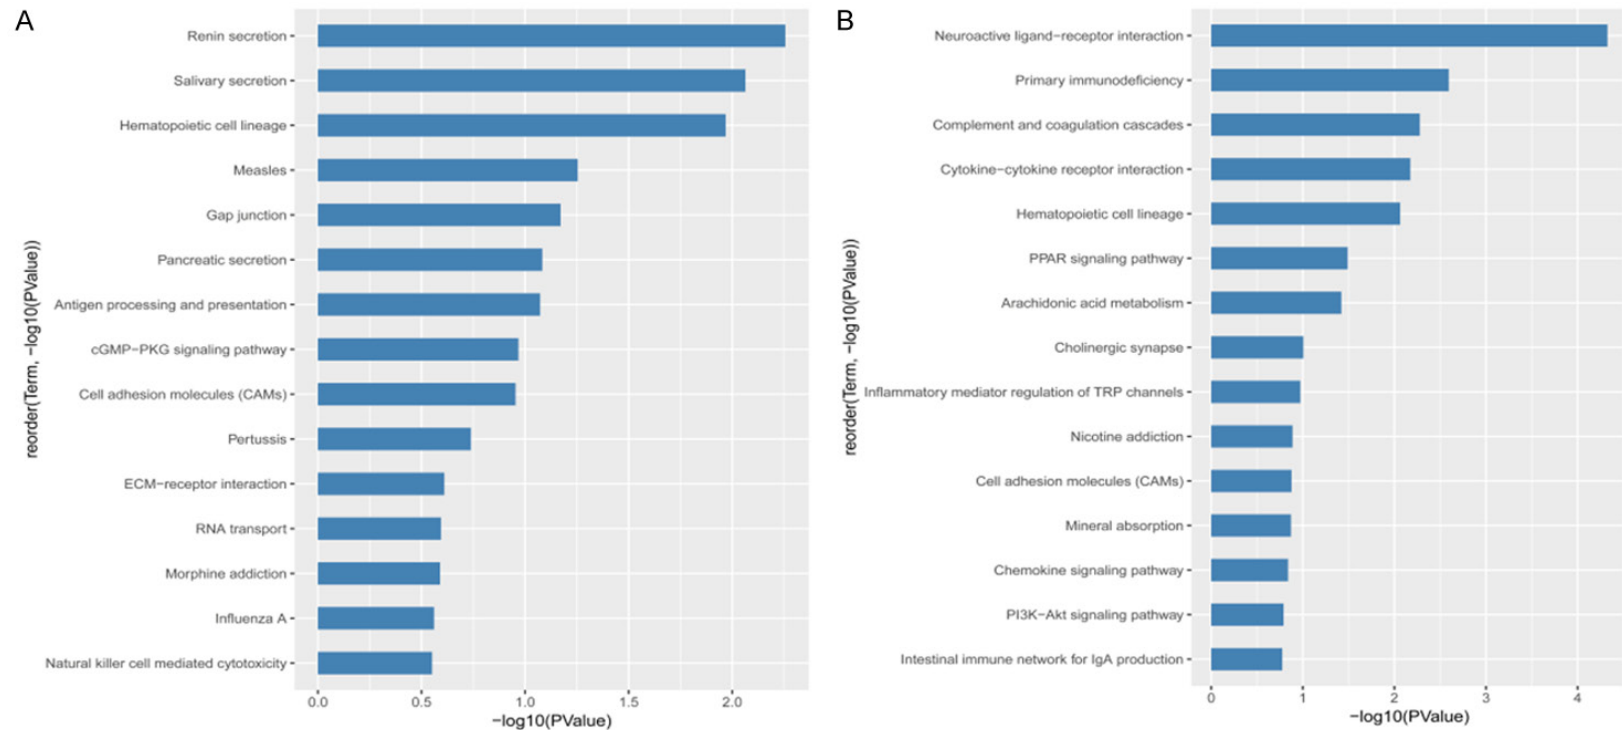 A
Renin secretion
Salivary secretion
Hematopoietic cell lineage
Measles
Gap junction
Pancreatic secretion
Antigen processing and presentation
cGMP−PKG signaling pathway
Cell adhesion molecules (CAMs)
Pertussis
ECM−receptor interaction
RNA transport
Morphine addiction
Influenza A
Natural killer cell mediated cytotoxicity
reorder(Term, −log10(PValue))
0.0 0.5 1.0 1.5 2.0
−log10(PValue)
B
Neuroactive ligand−receptor interaction
Primary immunodeficiency
Complement and coagulation cascades
Cytokine−cytokine receptor interaction
Hematopoietic cell lineage
PPAR signaling pathway
Arachidonic acid metabolism
Cholinergic synapse
Inflammatory mediator regulation of TRP channels
Nicotine addiction
Cell adhesion molecules (CAMs)
Mineral absorption
Chemokine signaling pathway
PI3K−Akt signaling pathway
Intestinal immune network for IgA production
reorder(Term, −log10(PValue))
0 1 2 3 4
−log10(PValue)